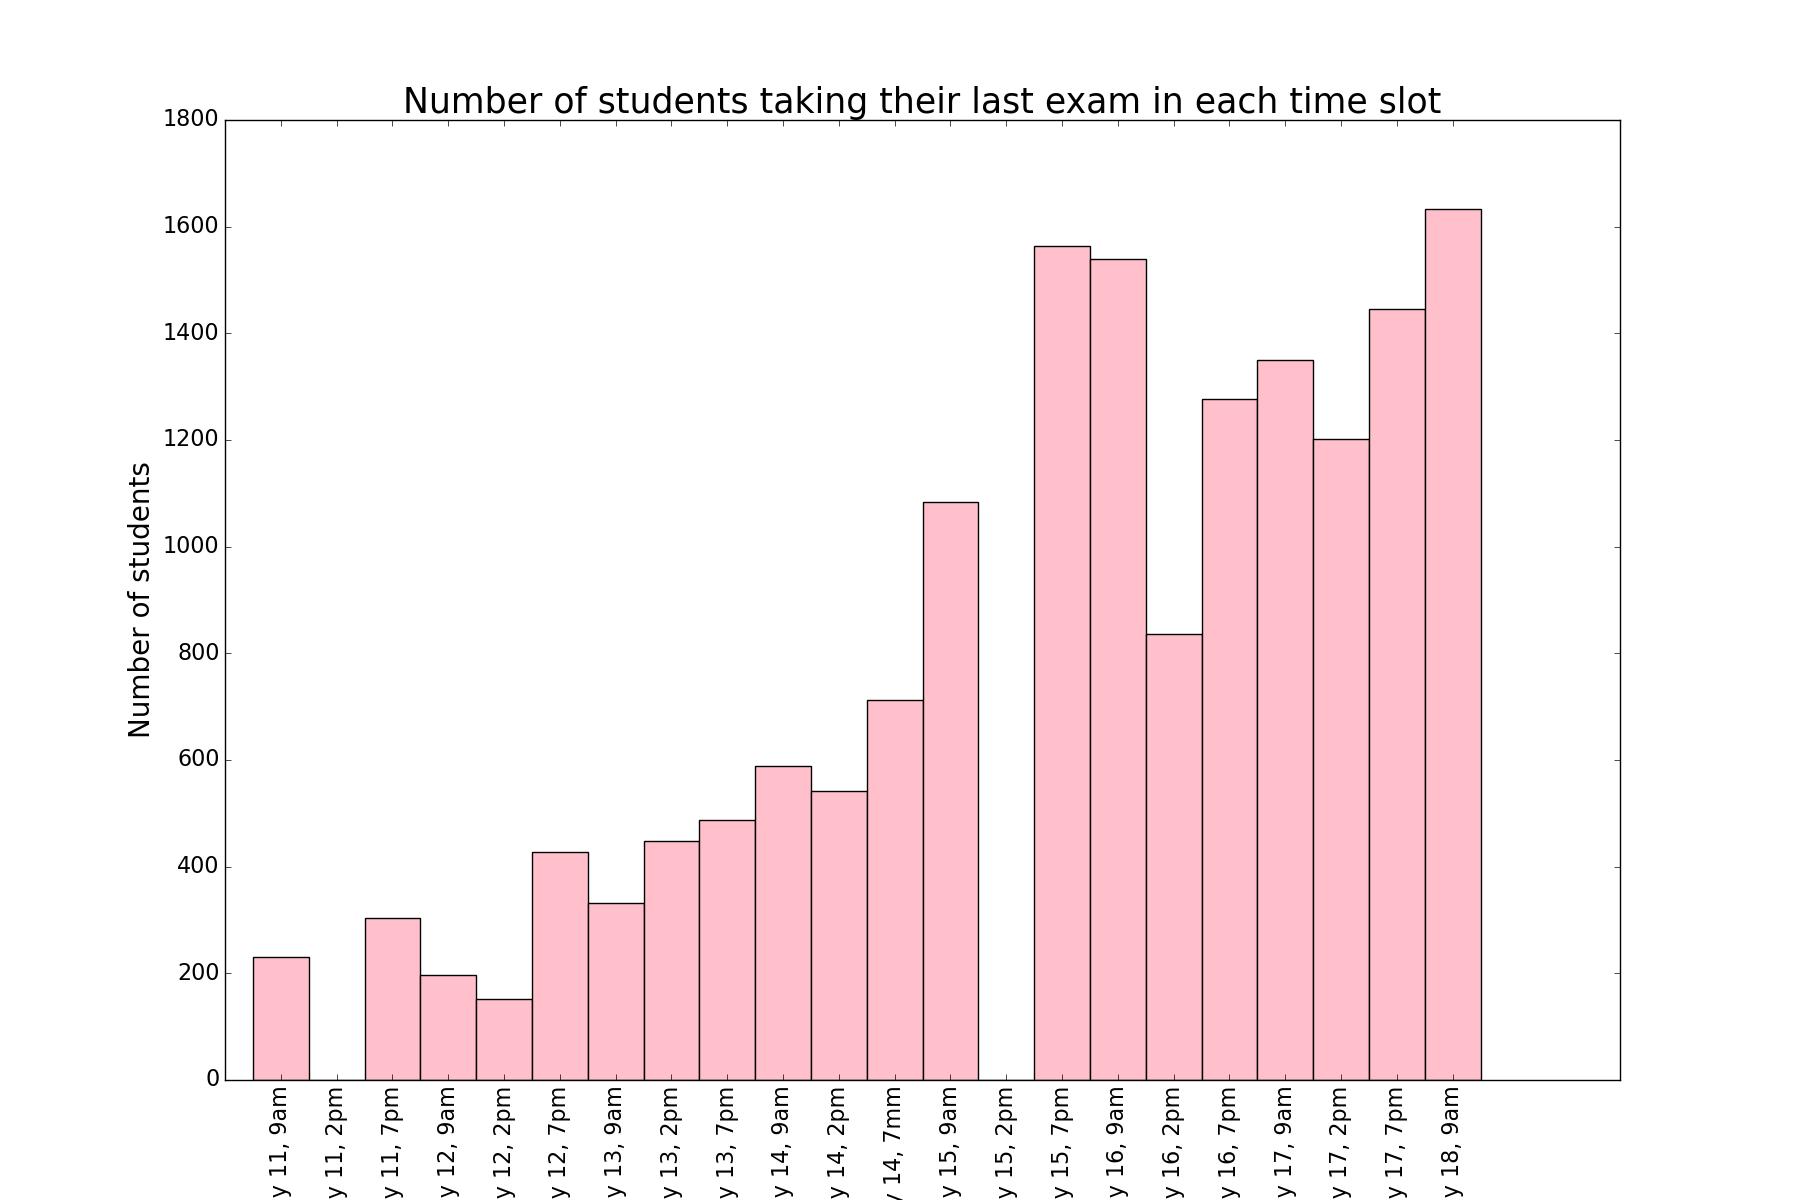 Number of students taking their last exam in each time slot
Number of students
1800
1600
1400
1200
1000
800
600
400
200
0
y 11, 9am
y 11, 2pm
y 11, 7pm
y 12, 9am
y 12, 2pm
y 12, 7pm
y 13, 9am
y 13, 2pm
y 13, 7pm
y 14, 9am
y 14, 2pm
y 14, 7mm
y 15, 9am
y 15, 2pm
y 15, 7pm
y 16, 9am
y 16, 2pm
y 16, 7pm
y 17, 9am
y 17, 2pm
y 17, 7pm
y 18, 9am